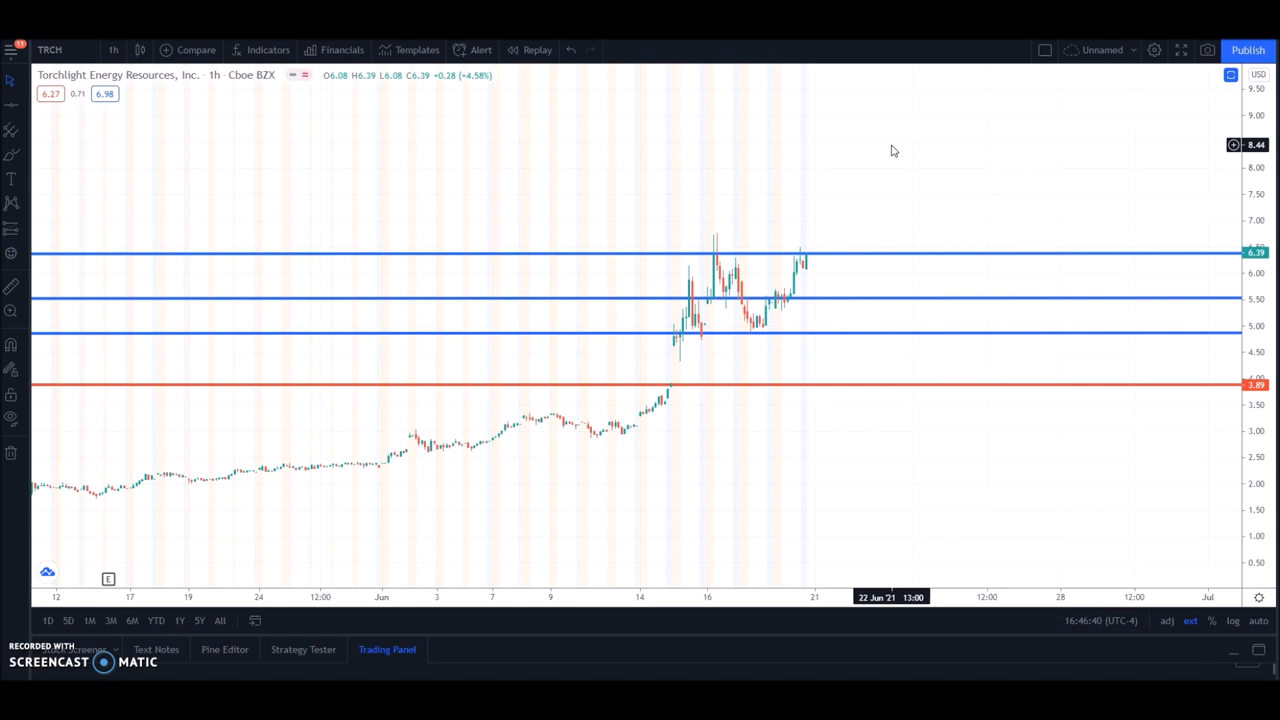 11
TRCH 1h Compare Indicators Financials Templates Alert Replay Unnamed Publish
Torchlight Energy Resources, Inc. · 1h · Cboe BZX O6.08 H6.39 L6.08 C6.39 +0.28 (+4.58%) USD
6.27 0.71 6.98
9.50
9.00
8.44
8.00
7.50
7.00
6.39
6.00
5.50
5.00
4.50
3.89
3.50
3.00
2.50
2.00
1.50
1.00
0.50
E
12 17 19 24 12:00 Jun 3 7 9 14 16 21 22 Jun '21 13:00 12:00 28 12:00 Jul
1D 5D 1M 3M 6M YTD 1Y 5Y All 16:46:40 (UTC-4) adj ext % log auto
RECORDED WITH
Stock Screener Text Notes Pine Editor Strategy Tester Trading Panel
SCREENCAST MATIC